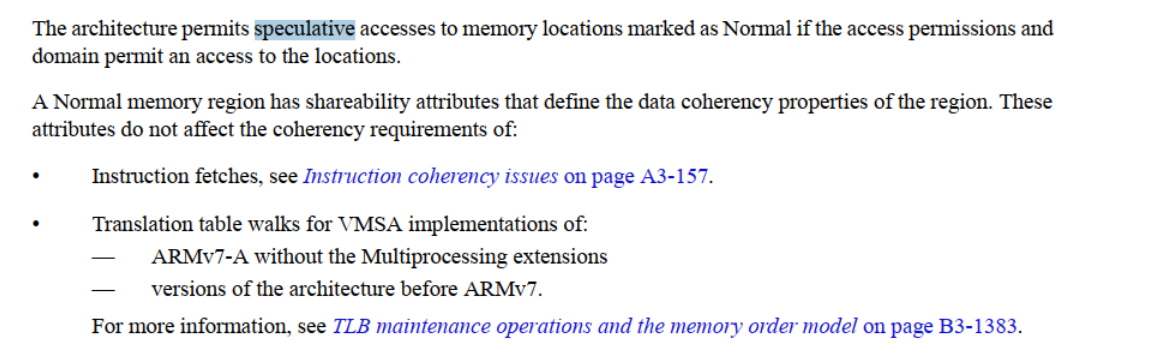 The architecture permits speculative accesses to memory locations marked as Normal if the access permissions and
domain permit an access to the locations.
A Normal memory region has shareability attributes that define the data coherency properties of the region. These
attributes do not affect the coherency requirements of:
• Instruction fetches, see Instruction coherency issues on page A3-157.
• Translation table walks for VMSA implementations of:
— ARMv7-A without the Multiprocessing extensions
— versions of the architecture before ARMv7.
For more information, see TLB maintenance operations and the memory order model on page B3-1383.